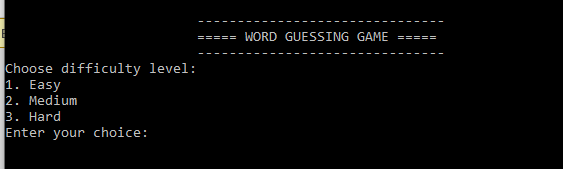 -------------------------------
===== WORD GUESSING GAME =====
-------------------------------
Choose difficulty level:
1. Easy
2. Medium
3. Hard
Enter your choice: